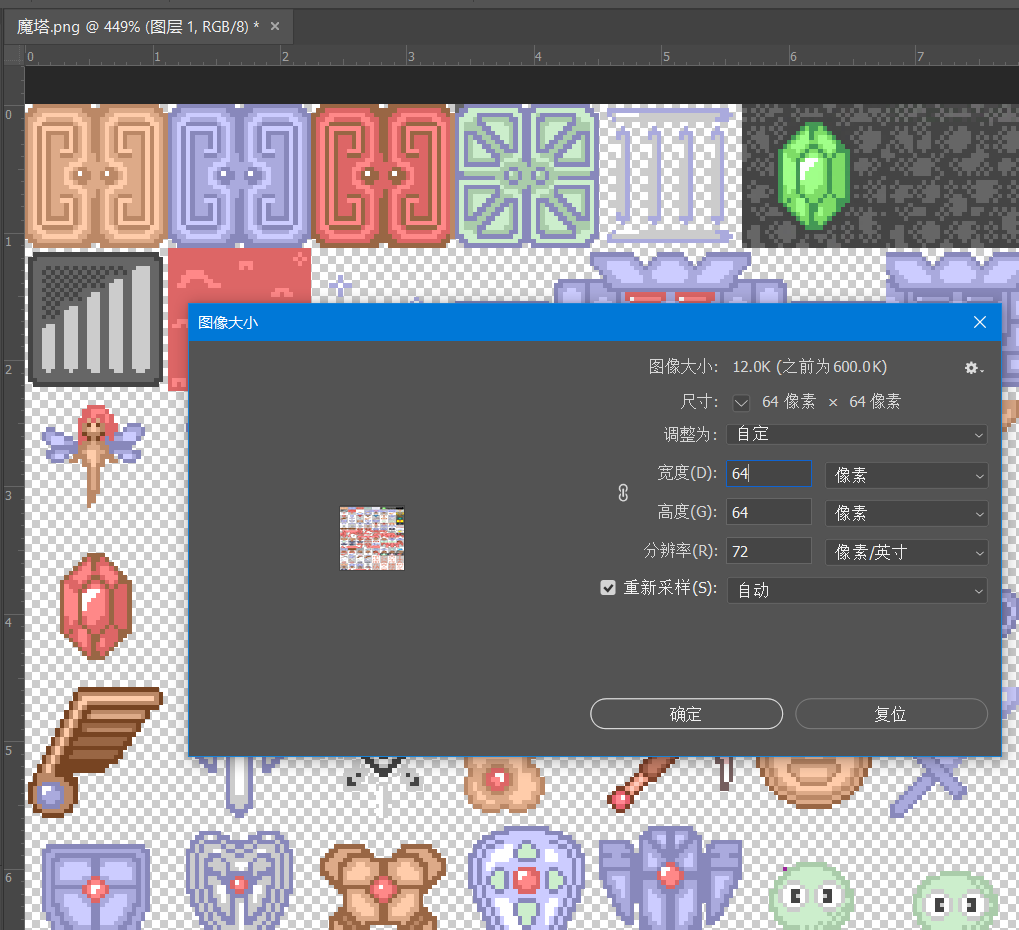 魔塔.png @ 449% (图层 1, RGB/8) * ×
0 1 2 3 4 5 6 7
0
1
2
3
4
5
6
图像大小
图像大小: 12.0K (之前为600.0K)
尺寸: 64 像素 × 64 像素
调整为: 自定
宽度(D): 64 像素
高度(G): 64 像素
分辨率(R): 72 像素/英寸
重新采样(S): 自动
确定 复位